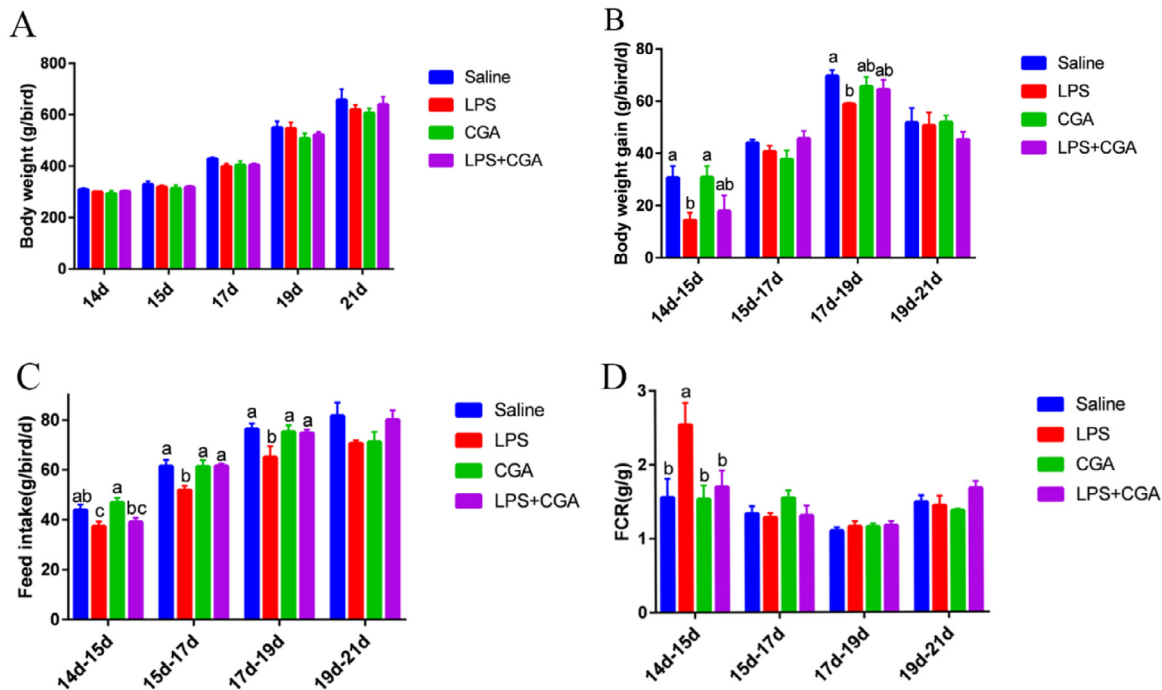 A
Body weight (g/bird)
800
600
400
200
0
14d
15d
17d
19d
21d
Saline
LPS
CGA
LPS+CGA
B
Body weight gain (g/bird/d)
80
60
40
20
0
a
b
a
ab
a
b
ab
ab
14d-15d
15d-17d
17d-19d
19d-21d
Saline
LPS
CGA
LPS+CGA
C
Feed intake(g/bird/d)
80
60
40
20
0
ab
c
a
bc
a
b
a
a
a
b
a
a
14d-15d
15d-17d
17d-19d
19d-21d
Saline
LPS
CGA
LPS+CGA
D
FCR(g/g)
3
2
1
0
b
a
b
b
14d-15d
15d-17d
17d-19d
19d-21d
Saline
LPS
CGA
LPS+CGA